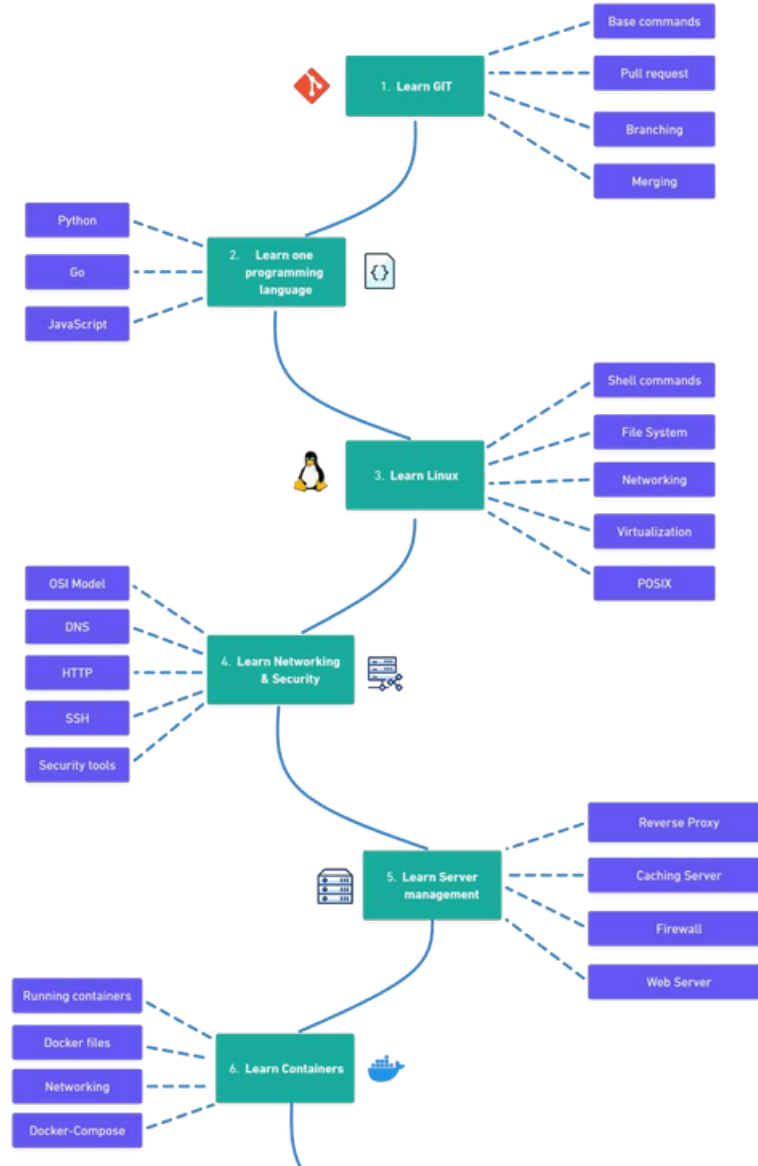 Base commands
1. Learn GIT
Pull request
Branching
Merging
Python
2. Learn one
programming
language
Go
JavaScript
Shell commands
File System
3. Learn Linux
Networking
Virtualization
POSIX
OSI Model
DNS
4. Learn Networking
& Security
HTTP
SSH
Security tools
Reverse Proxy
5. Learn Server
management
Caching Server
Firewall
Web Server
Running containers
Docker files
6. Learn Containers
Networking
Docker-Compose